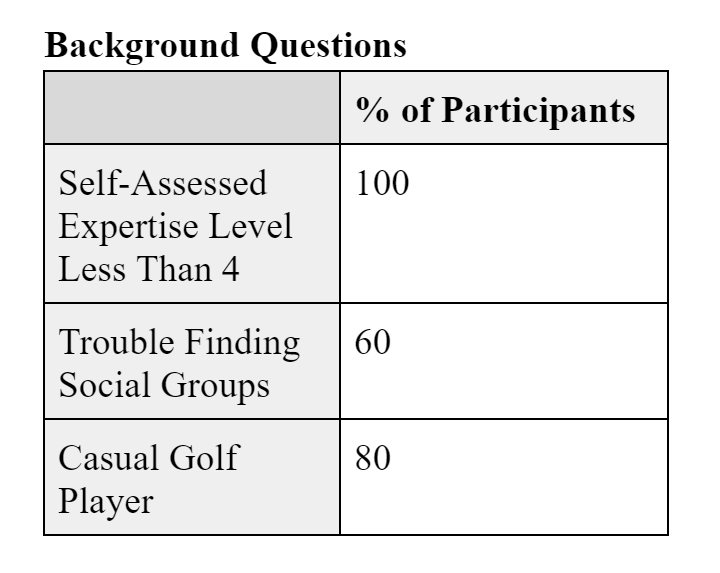 Background Questions
% of Participants
Self-Assessed
Expertise Level
Less Than 4
100
Trouble Finding
Social Groups
60
Casual Golf
Player
80